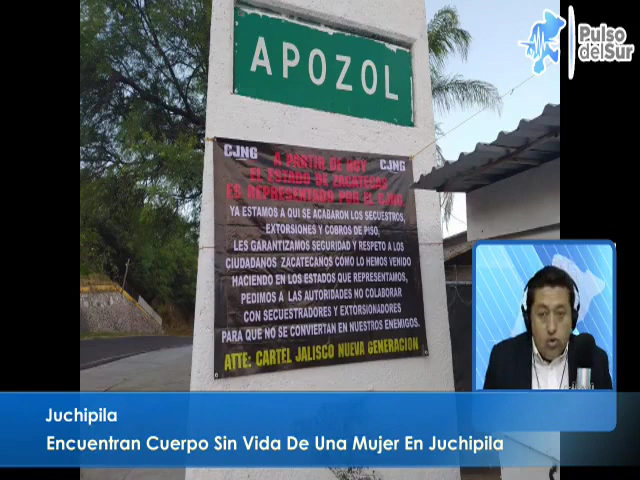 Pulso
del Sur
APOZOL
CJNG CJNG
A PARTIR DE HOY
EL ESTADO DE ZACATECAS
ES REPRESENTADO POR EL CJNG
YA ESTAMOS A QUI SE ACABARON LOS SECUESTROS,
EXTORSIONES Y COBROS DE PISO,
LES GARANTIZAMOS SEGURIDAD Y RESPETO A LOS
CIUDADANOS ZACATECANOS COMO LO HEMOS VENIDO
HACIENDO EN LOS ESTADOS QUE REPRESENTAMOS,
PEDIMOS A LAS AUTORIDADES NO COLABORAR
CON SECUESTRADORES Y EXTORSIONADORES
PARA QUE NO SE CONVIERTAN EN NUESTROS ENEMIGOS.
ATTE: CARTEL JALISCO NUEVA GENERACION
Juchipila
Encuentran Cuerpo Sin Vida De Una Mujer En Juchipila